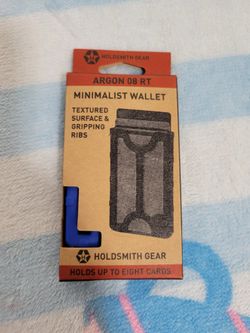 HOLDSMITH GEAR
ARGON 08 RT
MINIMALIST WALLET
TEXTURED
SURFACE &
GRIPPING
RIBS
HOLDSMITH GEAR
HOLDS UP TO EIGHT CARDS